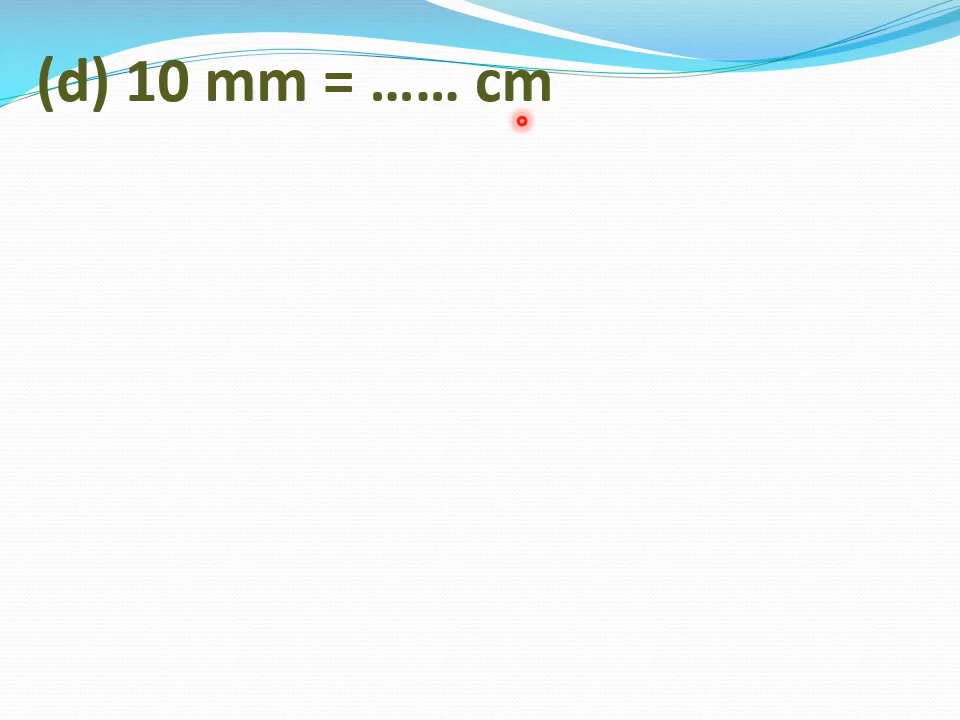 (d) 10 mm = …… cm